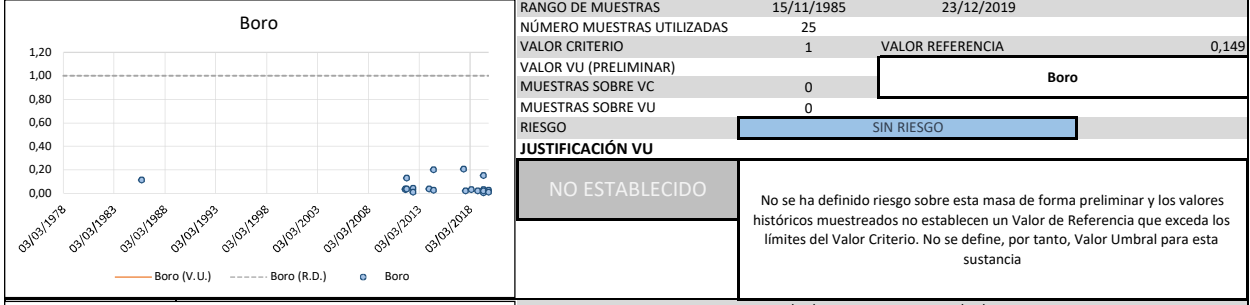 Boro
1,20
1,00
0,80
0,60
0,40
0,20
0,00
03/03/1978
03/03/1983
03/03/1988
03/03/1993
03/03/1998
03/03/2003
03/03/2008
03/03/2013
03/03/2018
Boro (V.U.) Boro (R.D.) Boro
RANGO DE MUESTRAS 15/11/1985 23/12/2019
NÚMERO MUESTRAS UTILIZADAS 25
VALOR CRITERIO 1 VALOR REFERENCIA 0,149
VALOR VU (PRELIMINAR)
Boro
MUESTRAS SOBRE VC 0
MUESTRAS SOBRE VU 0
RIESGO SIN RIESGO
JUSTIFICACIÓN VU
NO ESTABLECIDO
No se ha definido riesgo sobre esta masa de forma preliminar y los valores
históricos muestreados no establecen un Valor de Referencia que exceda los
límites del Valor Criterio. No se define, por tanto, Valor Umbral para esta
sustancia